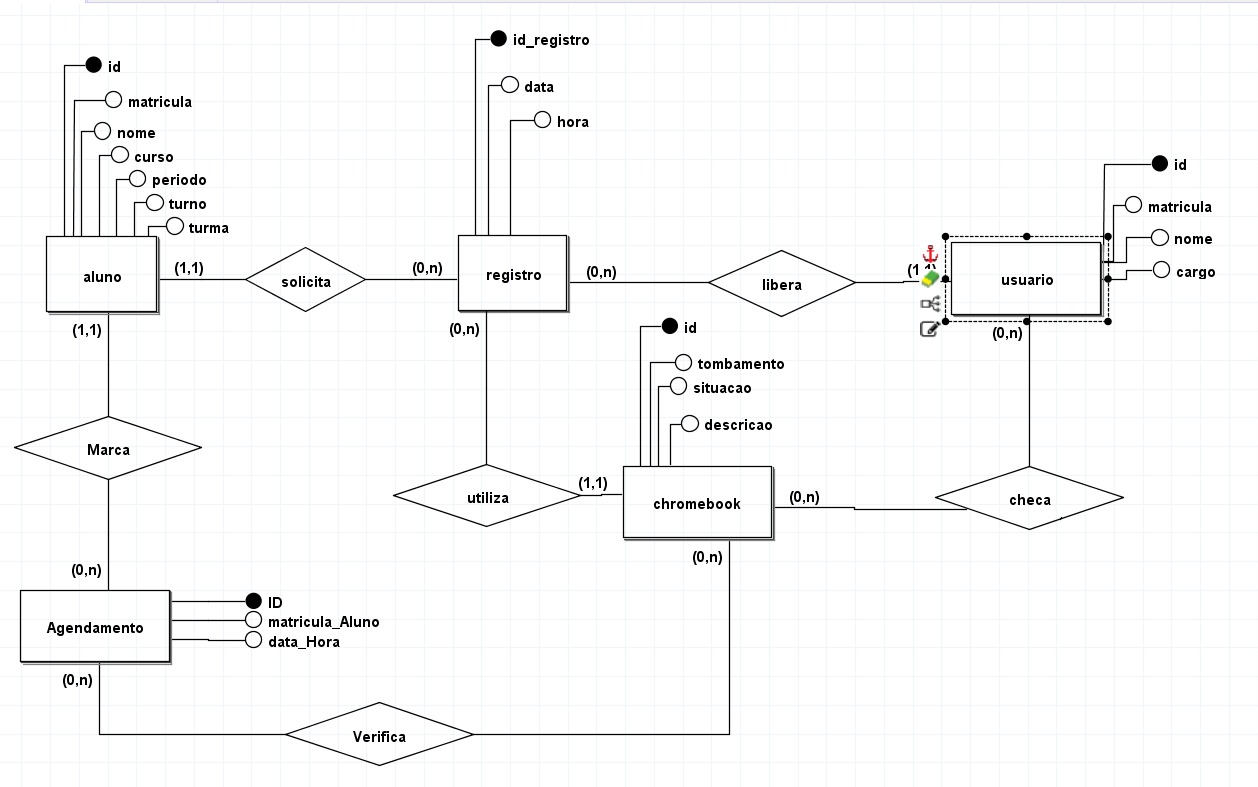 id_registro
id
data
matricula
hora
nome
curso
id
periodo
turno
matricula
turma
nome
cargo
aluno
(1,1)
solicita
(0,n)
registro
(0,n)
libera
usuario
(1,1)
(0,n)
id
(0,n)
tombamento
situacao
descricao
Marca
utiliza
(1,1)
chromebook
(0,n)
checa
(0,n)
(0,n)
Agendamento
ID
matricula_Aluno
data_Hora
(0,n)
Verifica